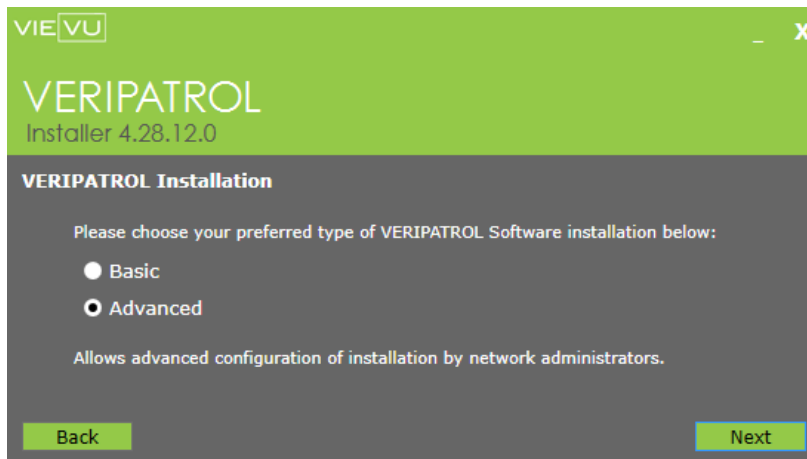 VIEVU
_ X
VERIPATROL
Installer 4.28.12.0
VERIPATROL Installation
Please choose your preferred type of VERIPATROL Software installation below:
Basic
Advanced
Allows advanced configuration of installation by network administrators.
Back Next